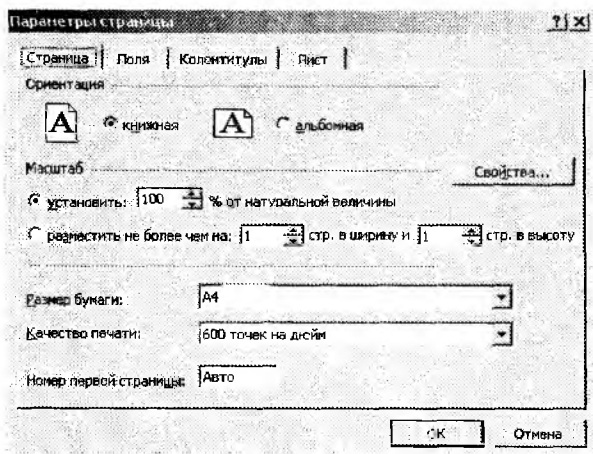 Параметры страницы
Страница Поля Колонтитулы Лист
Ориентация
A книжная A альбомная
Масштаб
Свойства...
установить: 100 % от натуральной величины
разместить не более чем на: 1 стр. в ширину и 1 стр. в высоту
Размер бумаги: A4
Качество печати: 600 точек на дюйм
Номер первой страницы: Авто
ОК Отмена